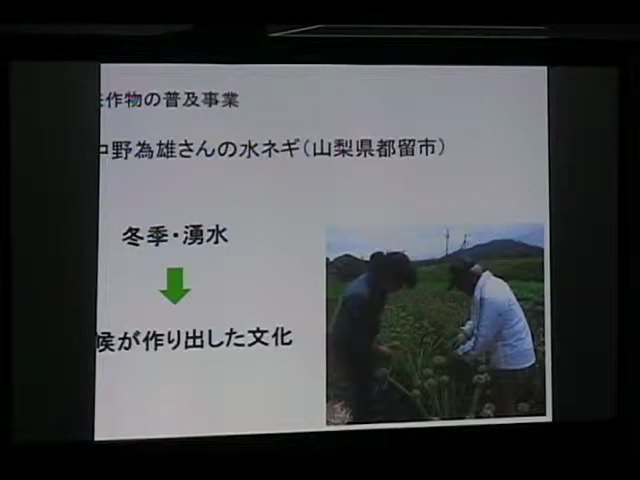 作物の普及事業
中野為雄さんの水ネギ(山梨県都留市)
冬季・湧水
候が作り出した文化